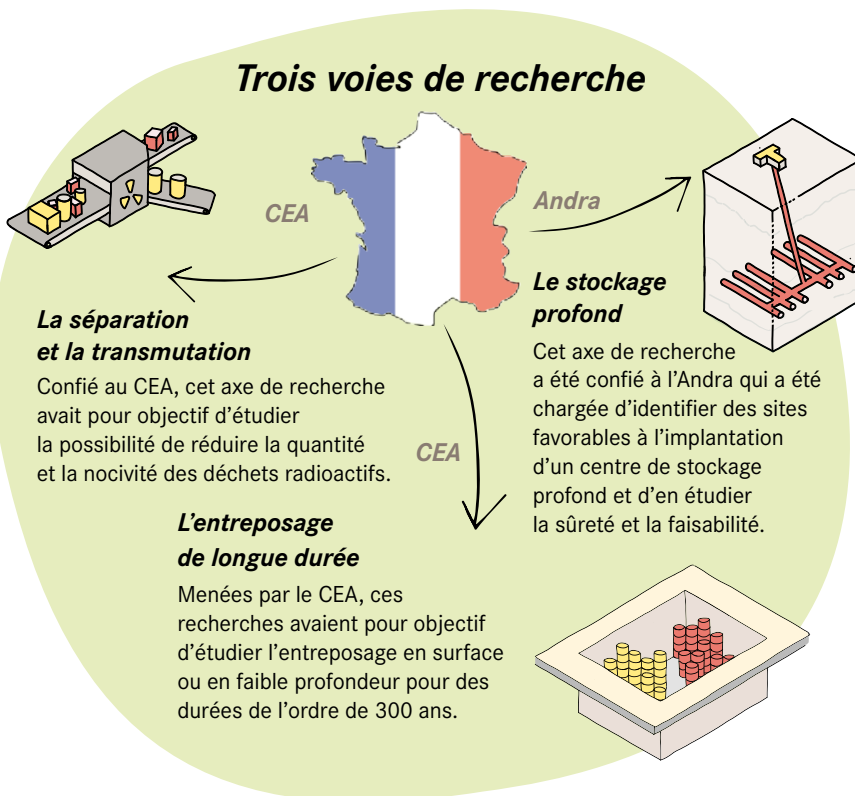 Trois voies de recherche
CEA
La séparation
et la transmutation
Confié au CEA, cet axe de recherche
avait pour objectif d’étudier
la possibilité de réduire la quantité
et la nocivité des déchets radioactifs.
CEA
L’entreposage
de longue durée
Menées par le CEA, ces
recherches avaient pour objectif
d’étudier l’entreposage en surface
ou en faible profondeur pour des
durées de l’ordre de 300 ans.
Andra
Le stockage
profond
Cet axe de recherche
a été confié à l’Andra qui a été
chargée d’identifier des sites
favorables à l’implantation
d’un centre de stockage
profond et d’en étudier
la sûreté et la faisabilité.